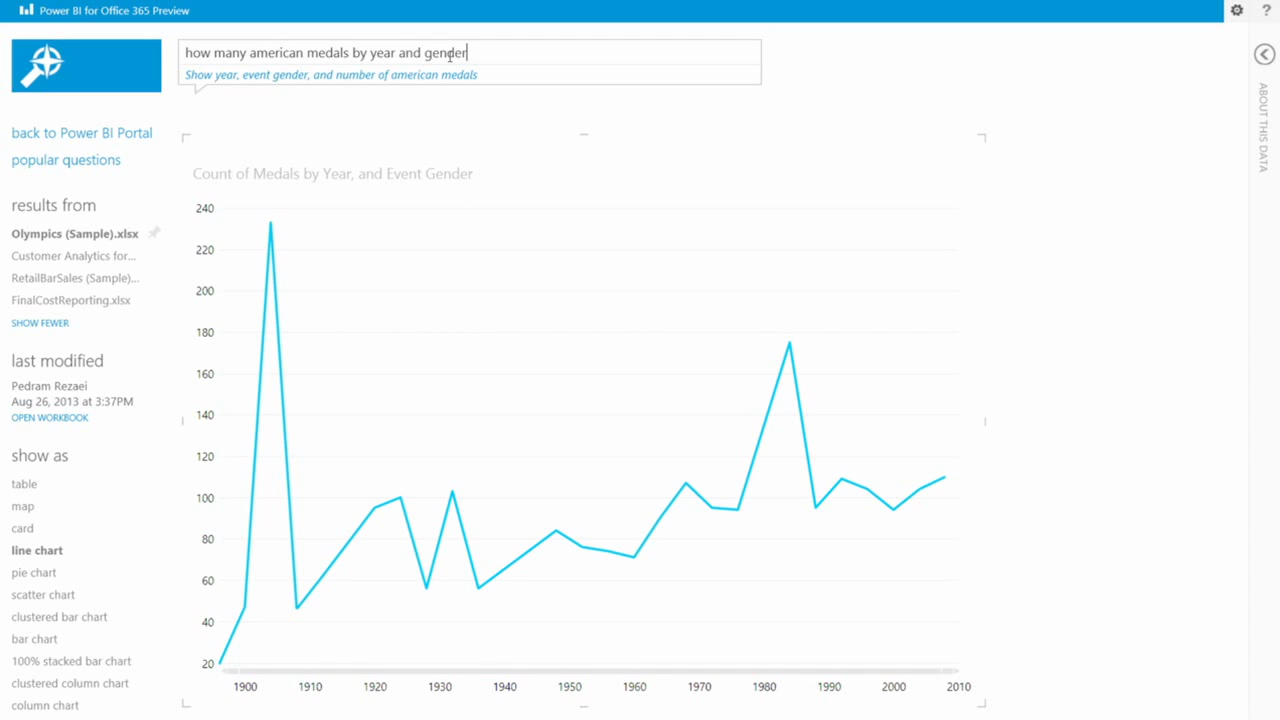 Power BI for Office 365 Preview
?
how many american medals by year and gender
Show year, event gender, and number of american medals
back to Power BI Portal
popular questions
results from
Olympics (Sample).xlsx
Customer Analytics for...
RetailBarSales (Sample)...
FinalCostReporting.xlsx
SHOW FEWER
last modified
Pedram Rezaei
Aug 26, 2013 at 3:37PM
OPEN WORKBOOK
show as
table
map
card
line chart
pie chart
scatter chart
clustered bar chart
bar chart
100% stacked bar chart
clustered column chart
column chart
Count of Medals by Year, and Event Gender
240
220
200
180
160
140
120
100
80
60
40
20
1900 1910 1920 1930 1940 1950 1960 1970 1980 1990 2000 2010
ABOUT THIS DATA